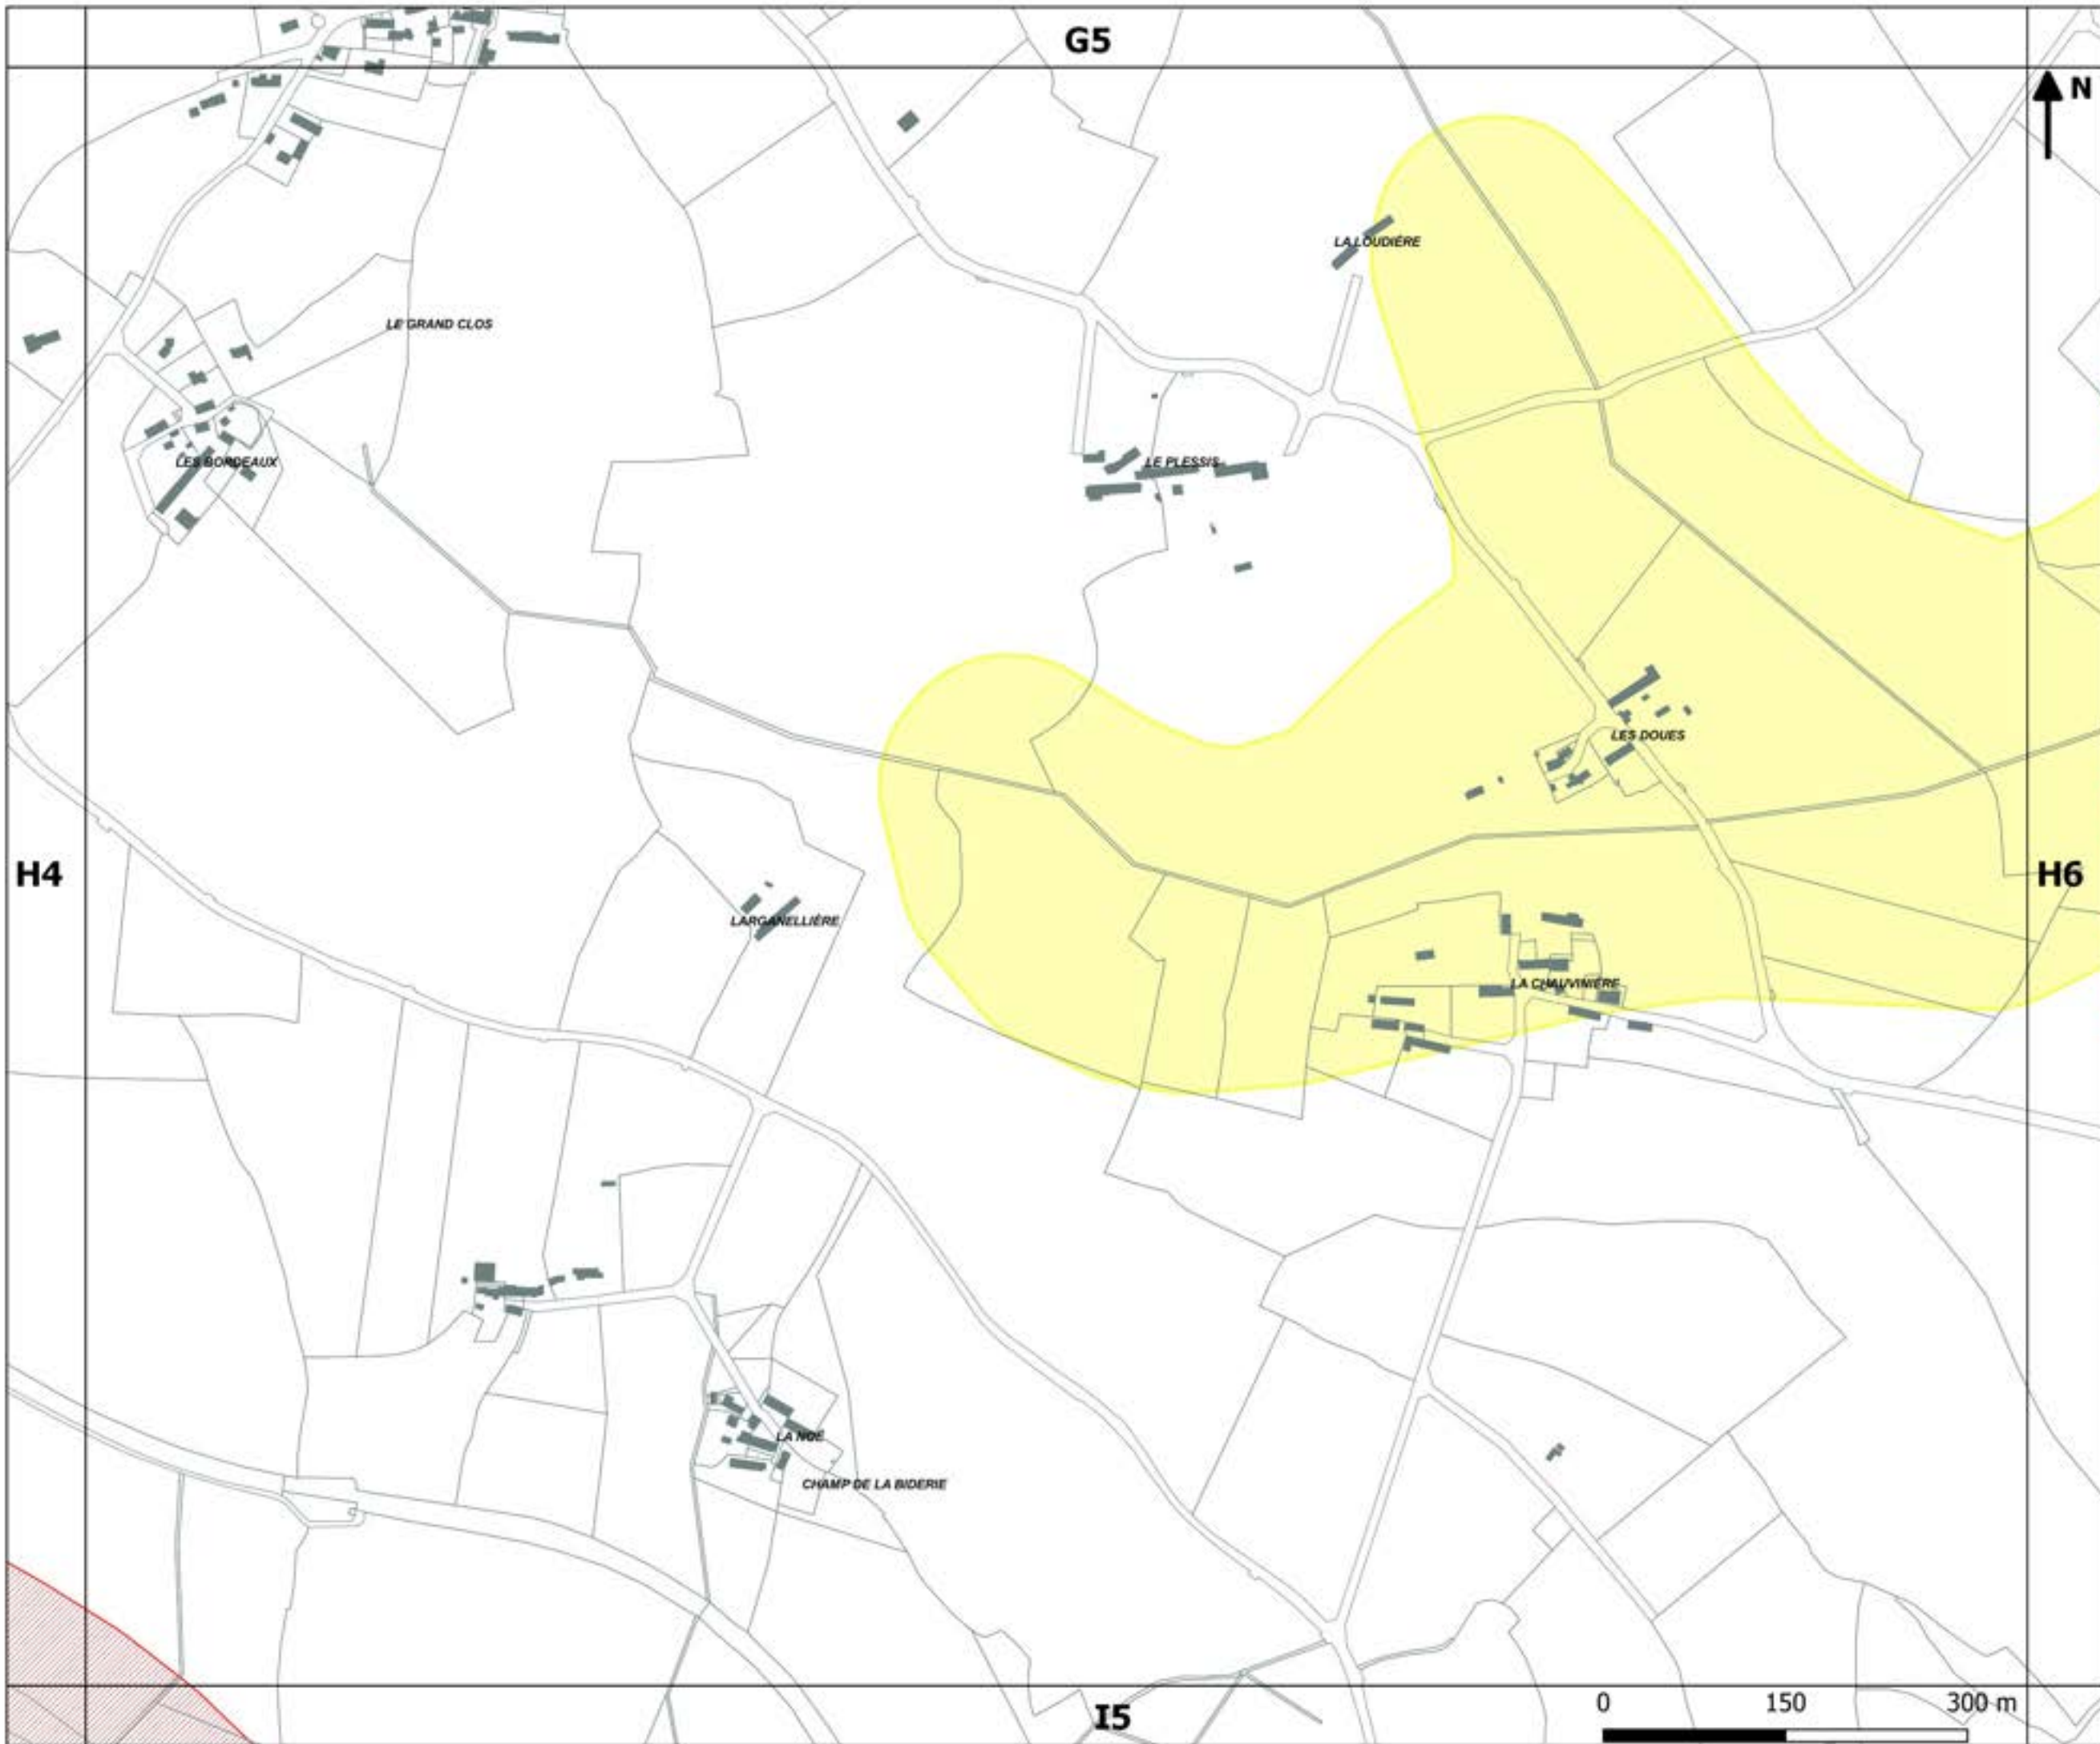 G5
N
LA LOUDIÈRE
LE GRAND CLOS
LES BORDEAUX
LE PLESSIS
LES DOUES
H4
H6
LARGANELLIÈRE
LA CHAUVINIÈRE
LA NOÉ
CHAMP DE LA BIDERIE
I5
0 150 300 m